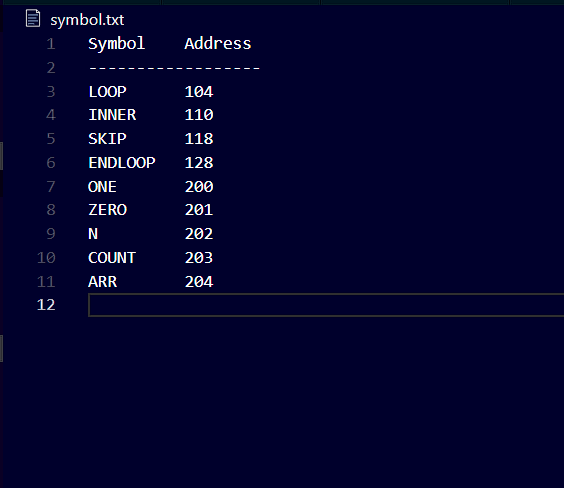 symbol.txt
1 Symbol    Address
2 ------------------
3 LOOP      104
4 INNER     110
5 SKIP      118
6 ENDLOOP   128
7 ONE       200
8 ZERO      201
9 N         202
10 COUNT     203
11 ARR       204
12